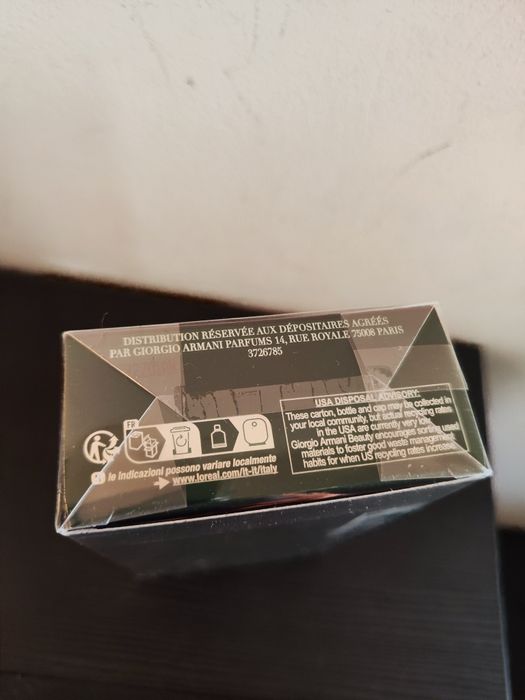 DISTRIBUTION RÉSERVÉE AUX DÉPOSITAIRES AGRÉÉS
PAR GIORGIO ARMANI PARFUMS 14, RUE ROYALE 75008 PARIS
3726785
FR
le indicazioni possono variare localmente
www.loreal.com/it-it/italy
USA DISPOSAL ADVISORY:
These carton, bottle and cap may be collected in
your local community, but actual recycling rates
in the USA are currently very low.
Giorgio Armani Beauty encourages sorting used
materials to foster good waste management
habits for when US recycling rates increase.